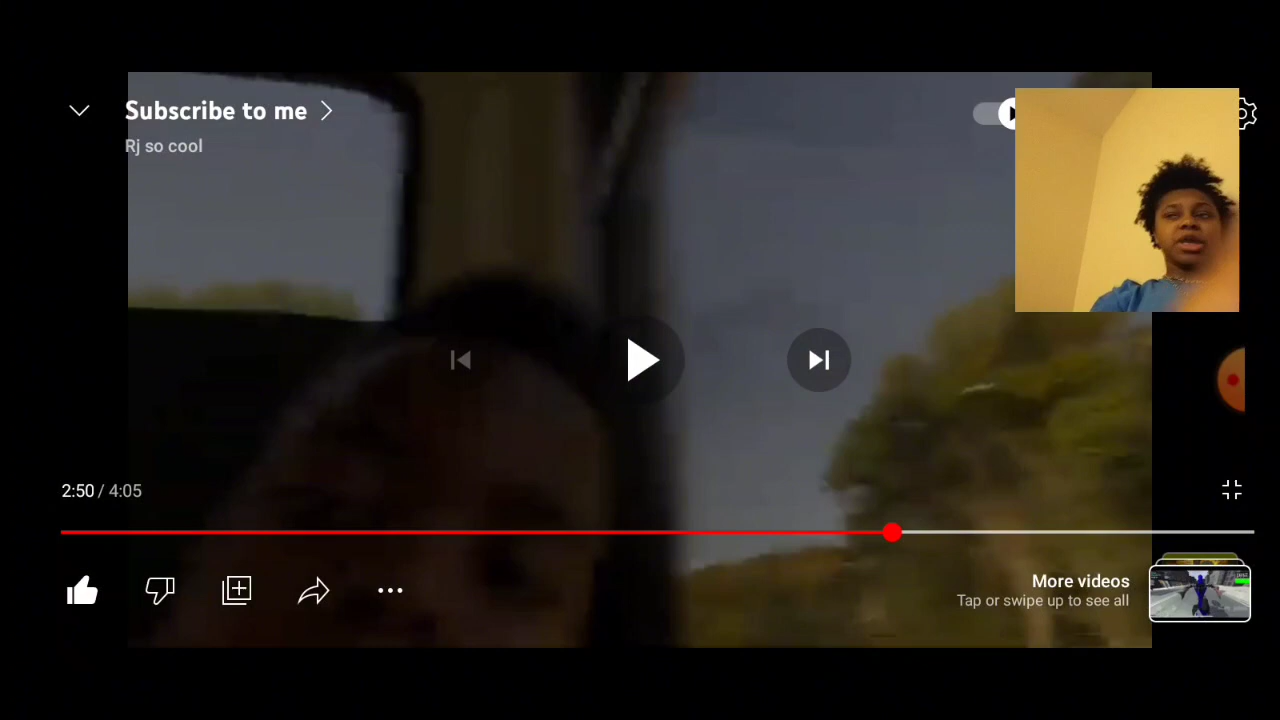 Subscribe to me
Rj so cool
2:50 / 4:05
More videos
Tap or swipe up to see all